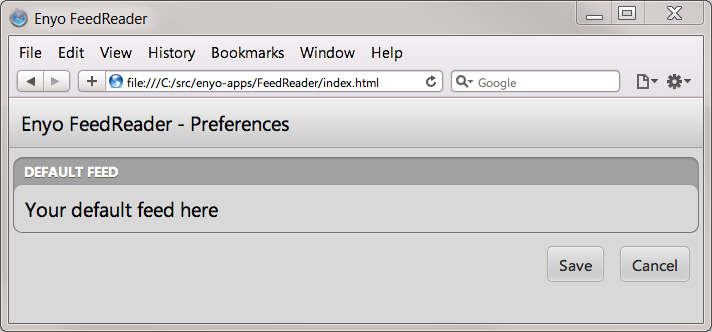 Enyo FeedReader
File Edit View History Bookmarks Window Help
file:///C:/src/enyo-apps/FeedReader/index.html Google
Enyo FeedReader - Preferences
DEFAULT FEED
Your default feed here
Save Cancel